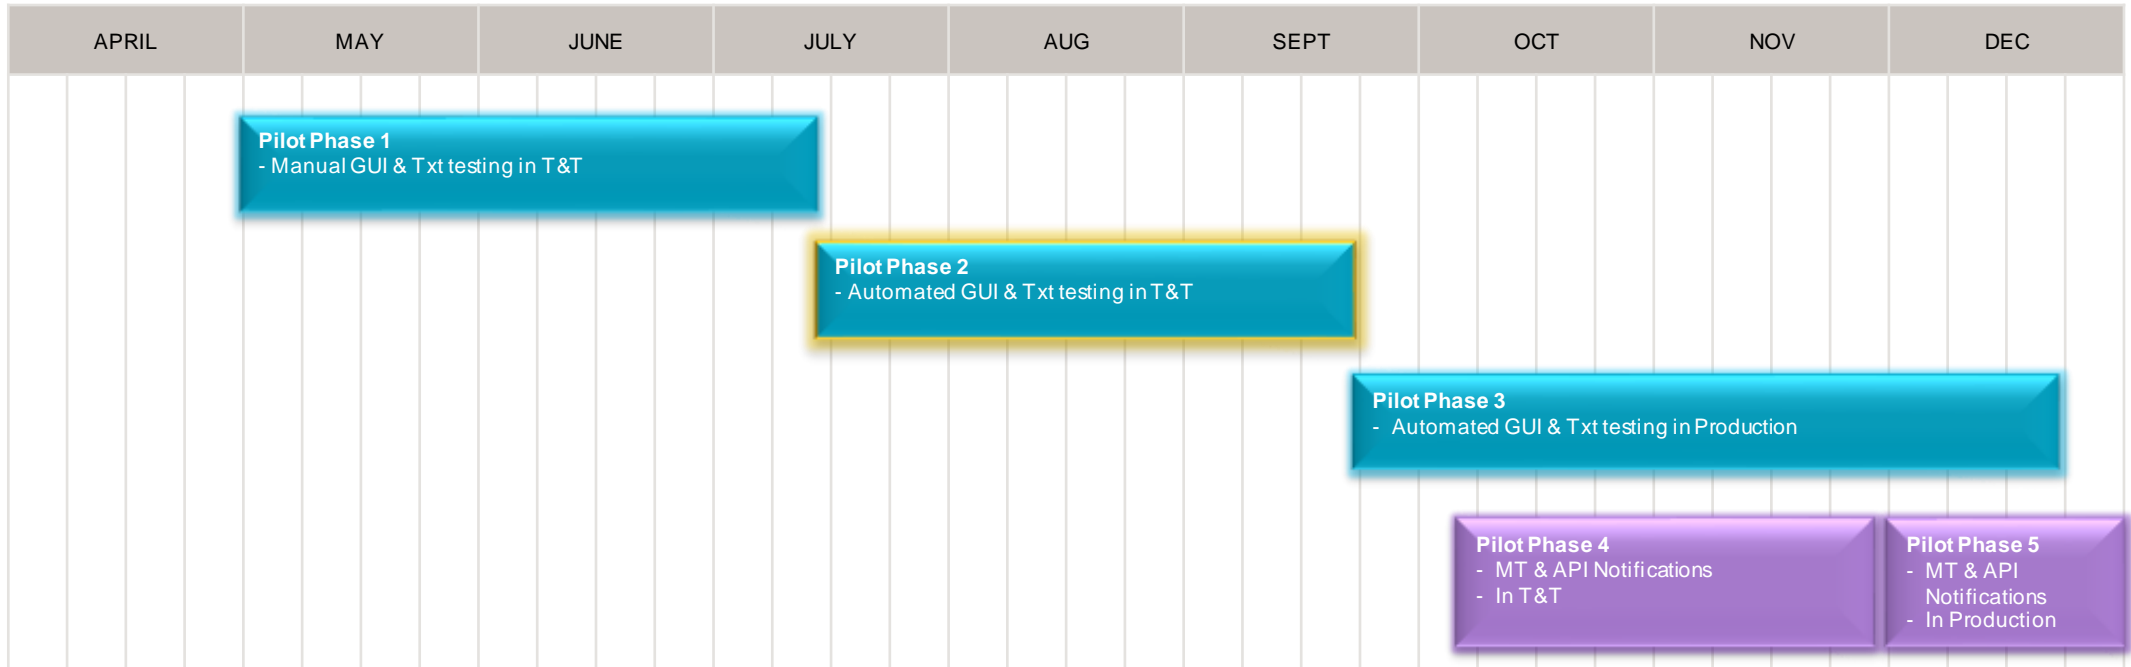 APRIL MAY JUNE JULY AUG SEPT OCT NOV DEC
Pilot Phase 1
- Manual GUI & Txt testing in T&T
Pilot Phase 2
- Automated GUI & Txt testing in T&T
Pilot Phase 3
- Automated GUI & Txt testing in Production
Pilot Phase 4
- MT & API Notifications
- In T&T
Pilot Phase 5
- MT & API
Notifications
- In Production